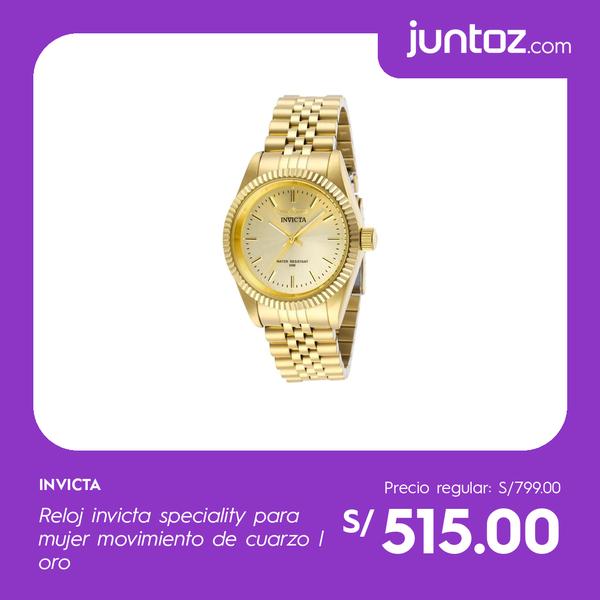 juntoz.com
INVICTA
WATER RESISTANT
INVICTA
Reloj invicta speciality para
mujer movimiento de cuarzo |
oro
Precio regular: S/799.00
S/ 515.00